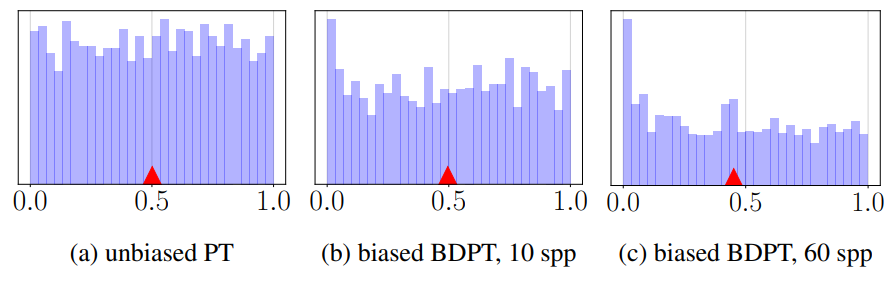 0.0 0.5 1.0 0.0 0.5 1.0 0.0 0.5 1.0
(a) unbiased PT (b) biased BDPT, 10 spp (c) biased BDPT, 60 spp